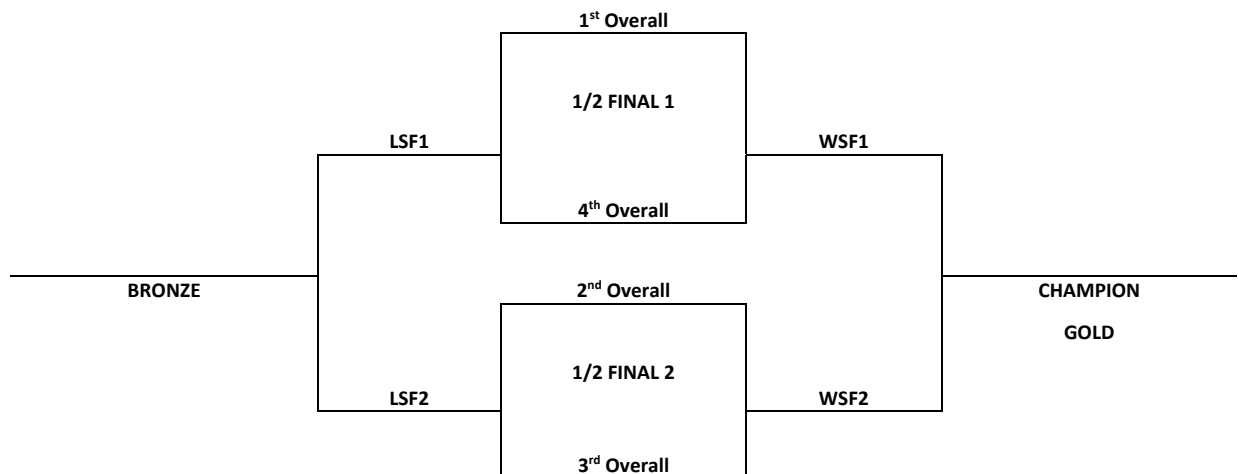 1st Overall
1/2 FINAL 1
LSF1
WSF1
4th Overall
BRONZE
2nd Overall
CHAMPION
GOLD
1/2 FINAL 2
LSF2
WSF2
3rd Overall